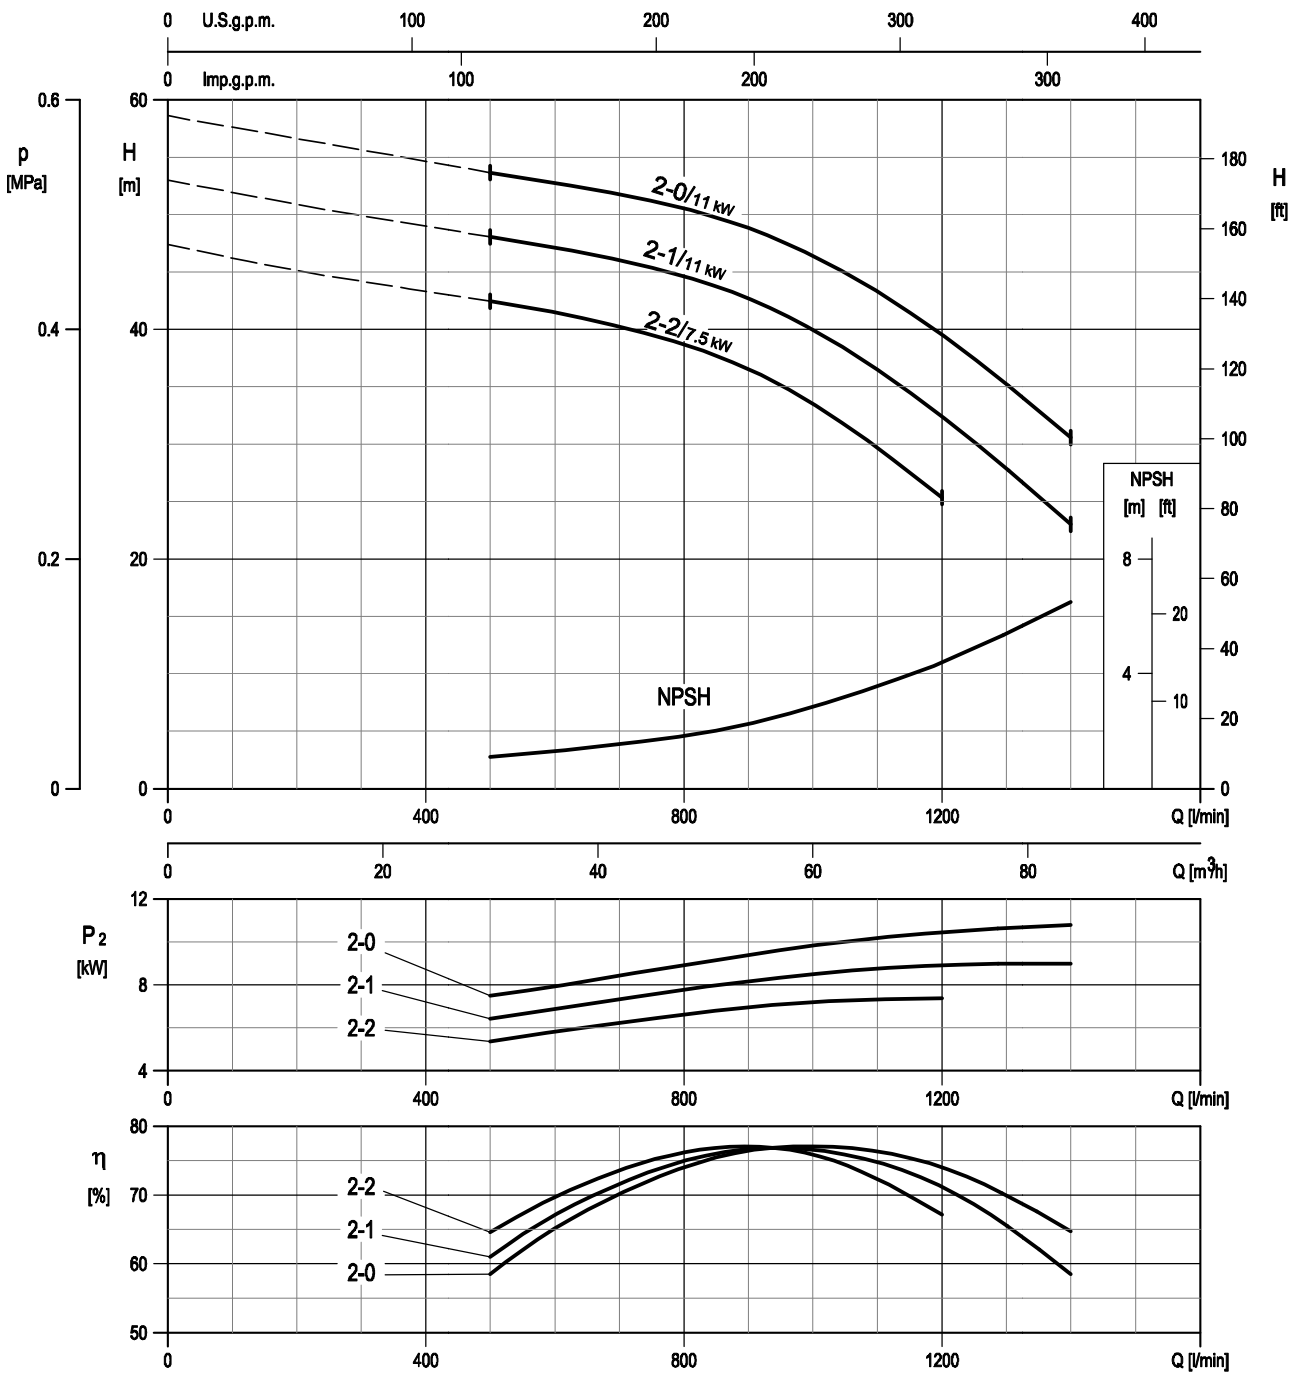 0 U.S.g.p.m. 100 200 300 400
0 Imp.g.p.m. 100 200 300
p
[MPa]
0.6
0.4
0.2
0
H
[m]
60
40
20
0
2-0/11 kW
2-1/11 kW
2-2/7.5 kW
NPSH
H
[ft]
180
160
140
120
100
80
60
40
20
0
NPSH
[m] [ft]
8
4
20
10
0 400 800 1200 Q [l/min]
0 20 40 60 80 Q [m³/h]
P2
[kW]
12
8
4
2-0
2-1
2-2
0 400 800 1200 Q [l/min]
η
[%]
80
70
60
50
2-2
2-1
2-0
0 400 800 1200 Q [l/min]